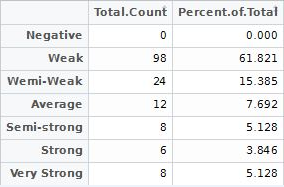 Total.Count Percent.of.Total
Negative 0 0.000
Weak 98 61.821
Wemi-Weak 24 15.385
Average 12 7.692
Semi-strong 8 5.128
Strong 6 3.846
Very Strong 8 5.128